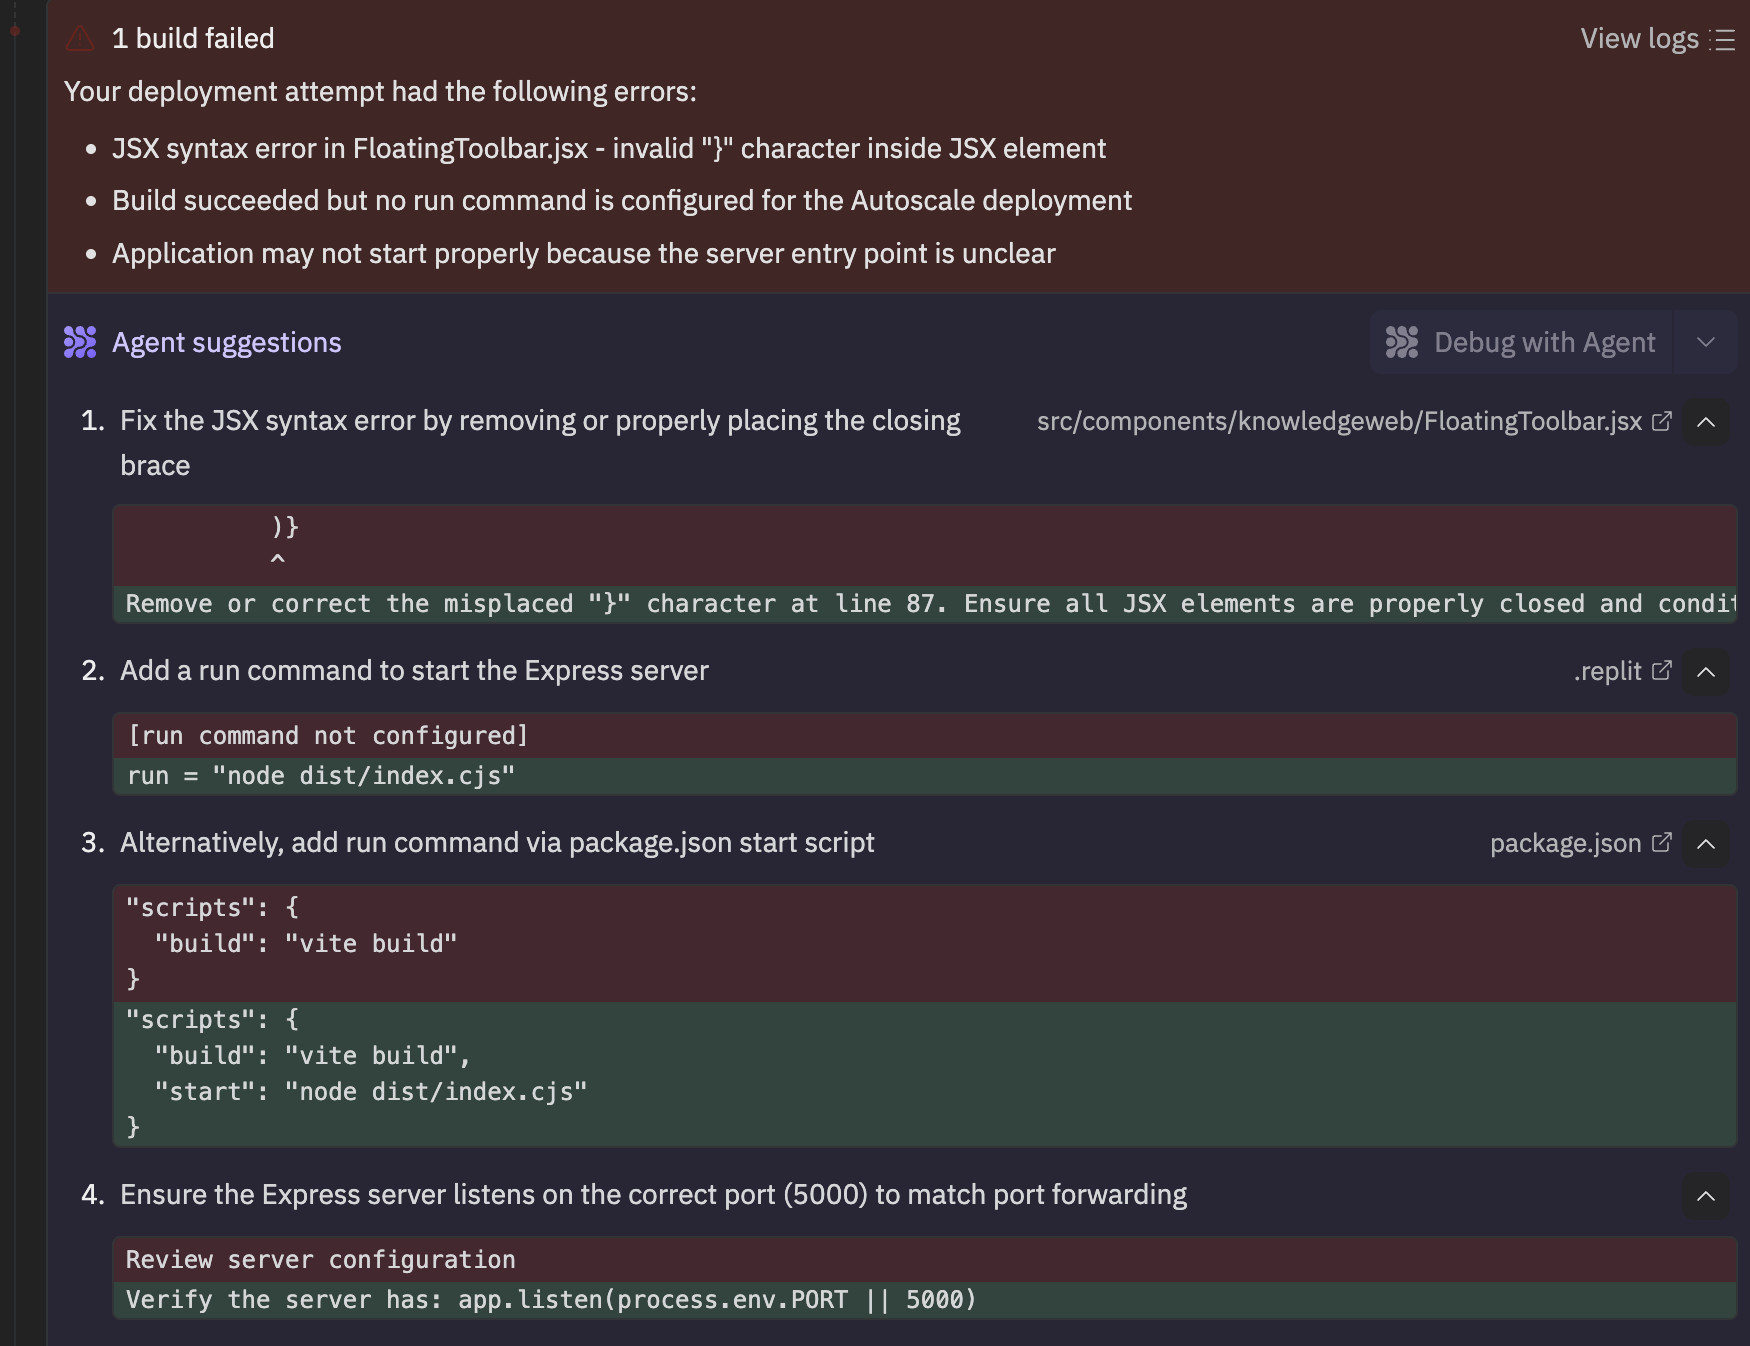 1 build failed
View logs
Your deployment attempt had the following errors:
• JSX syntax error in FloatingToolbar.jsx - invalid "}" character inside JSX element
• Build succeeded but no run command is configured for the Autoscale deployment
• Application may not start properly because the server entry point is unclear
Agent suggestions
Debug with Agent
1. Fix the JSX syntax error by removing or properly placing the closing
brace
src/components/knowledgeweb/FloatingToolbar.jsx
)}
^
Remove or correct the misplaced "}" character at line 87. Ensure all JSX elements are properly closed and condit
2. Add a run command to start the Express server
.replit
[run command not configured]
run = "node dist/index.cjs"
3. Alternatively, add run command via package.json start script
package.json
"scripts": {
  "build": "vite build"
}
"scripts": {
  "build": "vite build",
  "start": "node dist/index.cjs"
}
4. Ensure the Express server listens on the correct port (5000) to match port forwarding
Review server configuration
Verify the server has: app.listen(process.env.PORT || 5000)